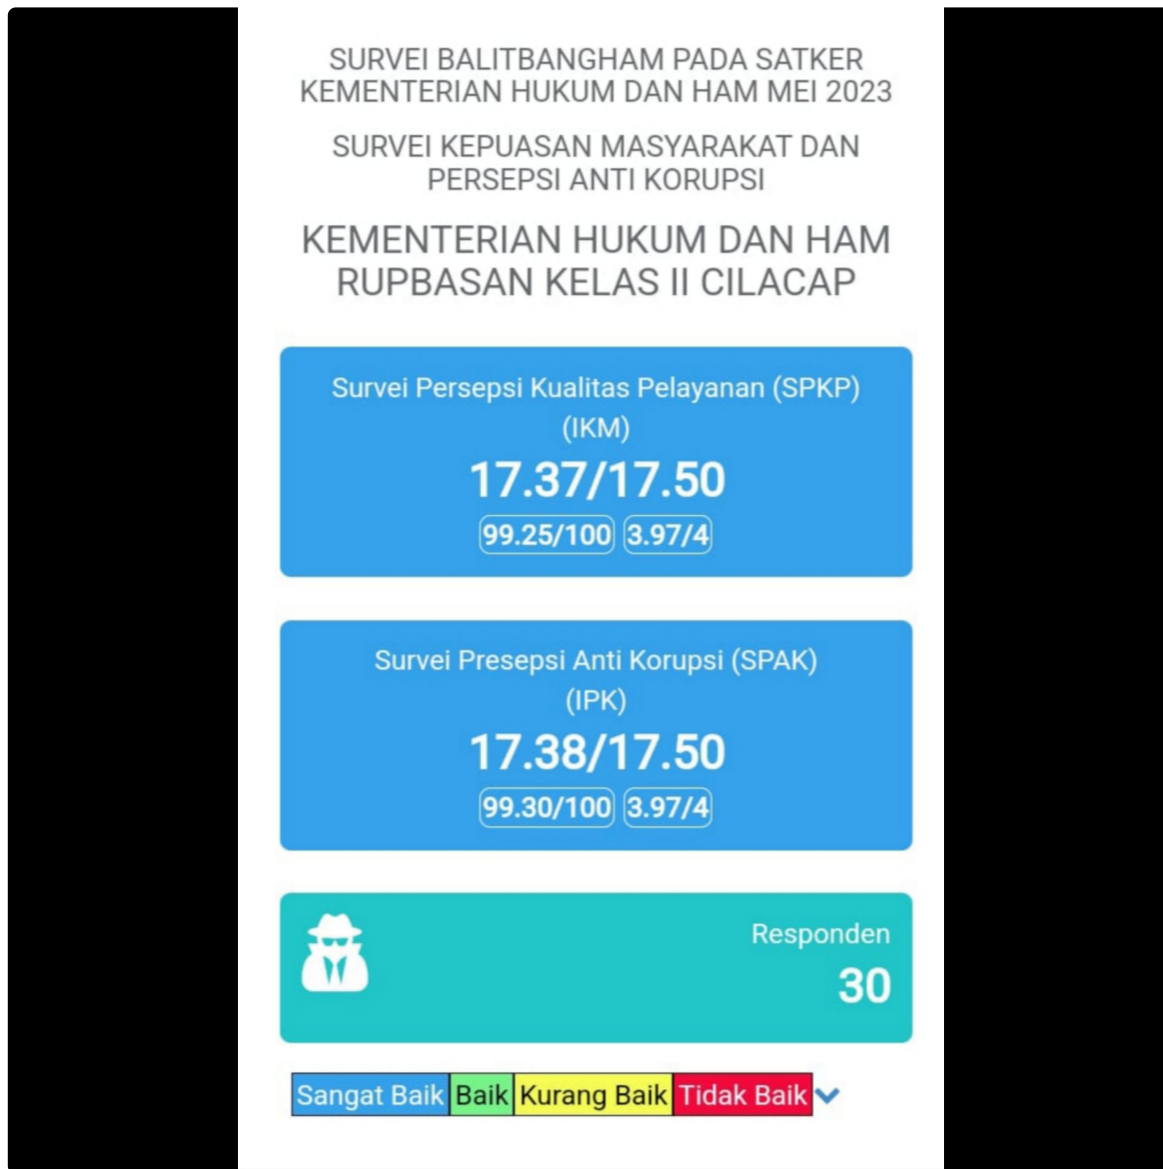 SURVEI BALITBANGHAM PADA SATKER
KEMENTERIAN HUKUM DAN HAM MEI 2023
SURVEI KEPUASAN MASYARAKAT DAN
PERSEPSI ANTI KORUPSI
KEMENTERIAN HUKUM DAN HAM
RUPBASAN KELAS II CILACAP
Survei Persepsi Kualitas Pelayanan (SPKP)
(IKM)
17.37/17.50
99.25/100 3.97/4
Survei Presepsi Anti Korupsi (SPAK)
(IPK)
17.38/17.50
99.30/100 3.97/4
Responden
30
Sangat Baik Baik Kurang Baik Tidak Baik